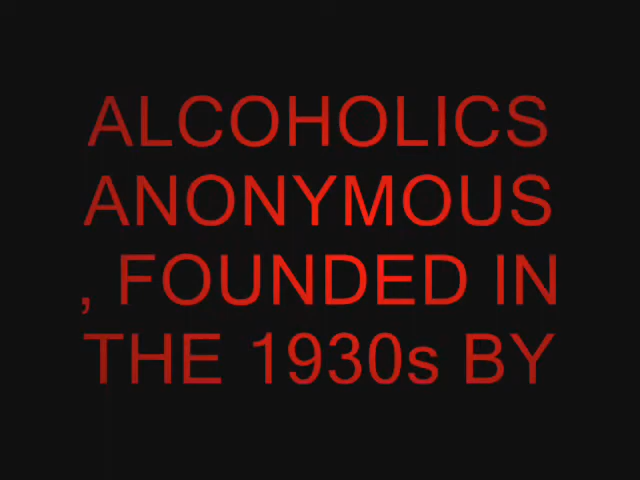 ALCOHOLICS
ANONYMOUS
, FOUNDED IN
THE 1930s BY